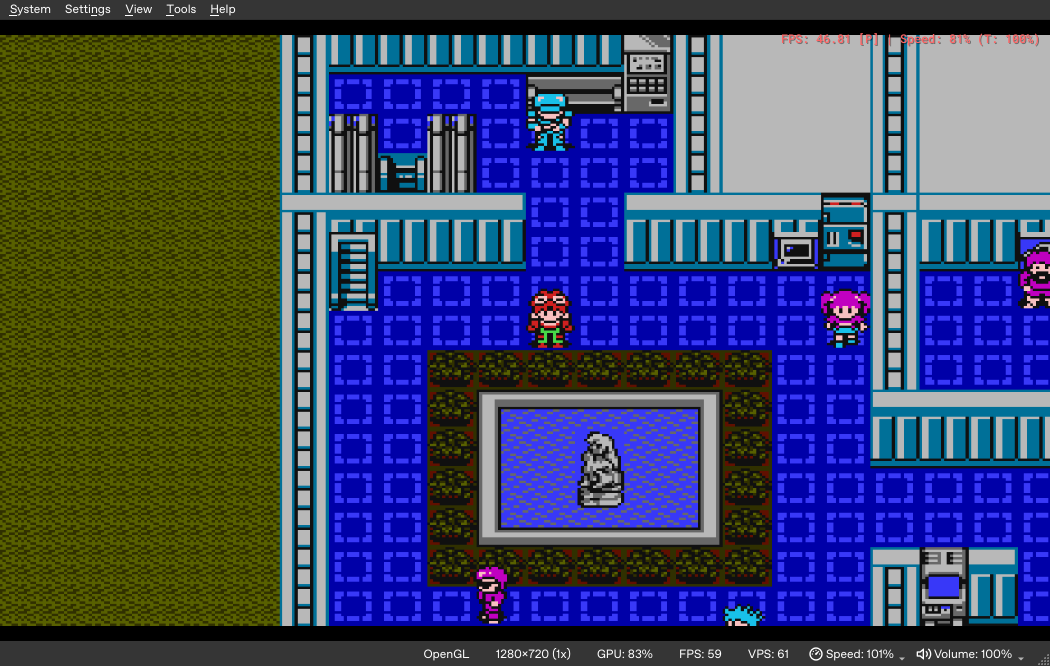 System Settings View Tools Help
FPS: 46.81 [P] | Speed: 81% (T: 100%)
OpenGL 1280×720 (1x) GPU: 83% FPS: 59 VPS: 61 Speed: 101% Volume: 100%